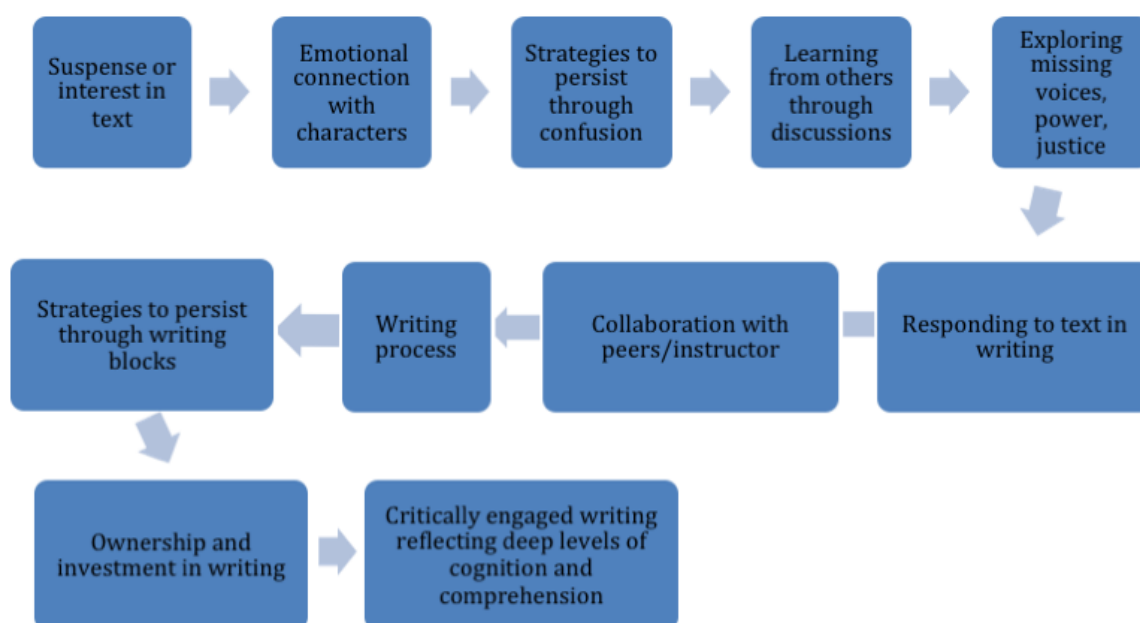 Suspense or
interest in
text
Emotional
connection
with
characters
Strategies to
persist
through
confusion
Learning
from others
through
discussions
Exploring
missing
voices,
power,
justice
Responding to text in
writing
Collaboration with
peers/instructor
Writing
process
Strategies to persist
through writing
blocks
Ownership and
investment in writing
Critically engaged writing
reflecting deep levels of
cognition and
comprehension